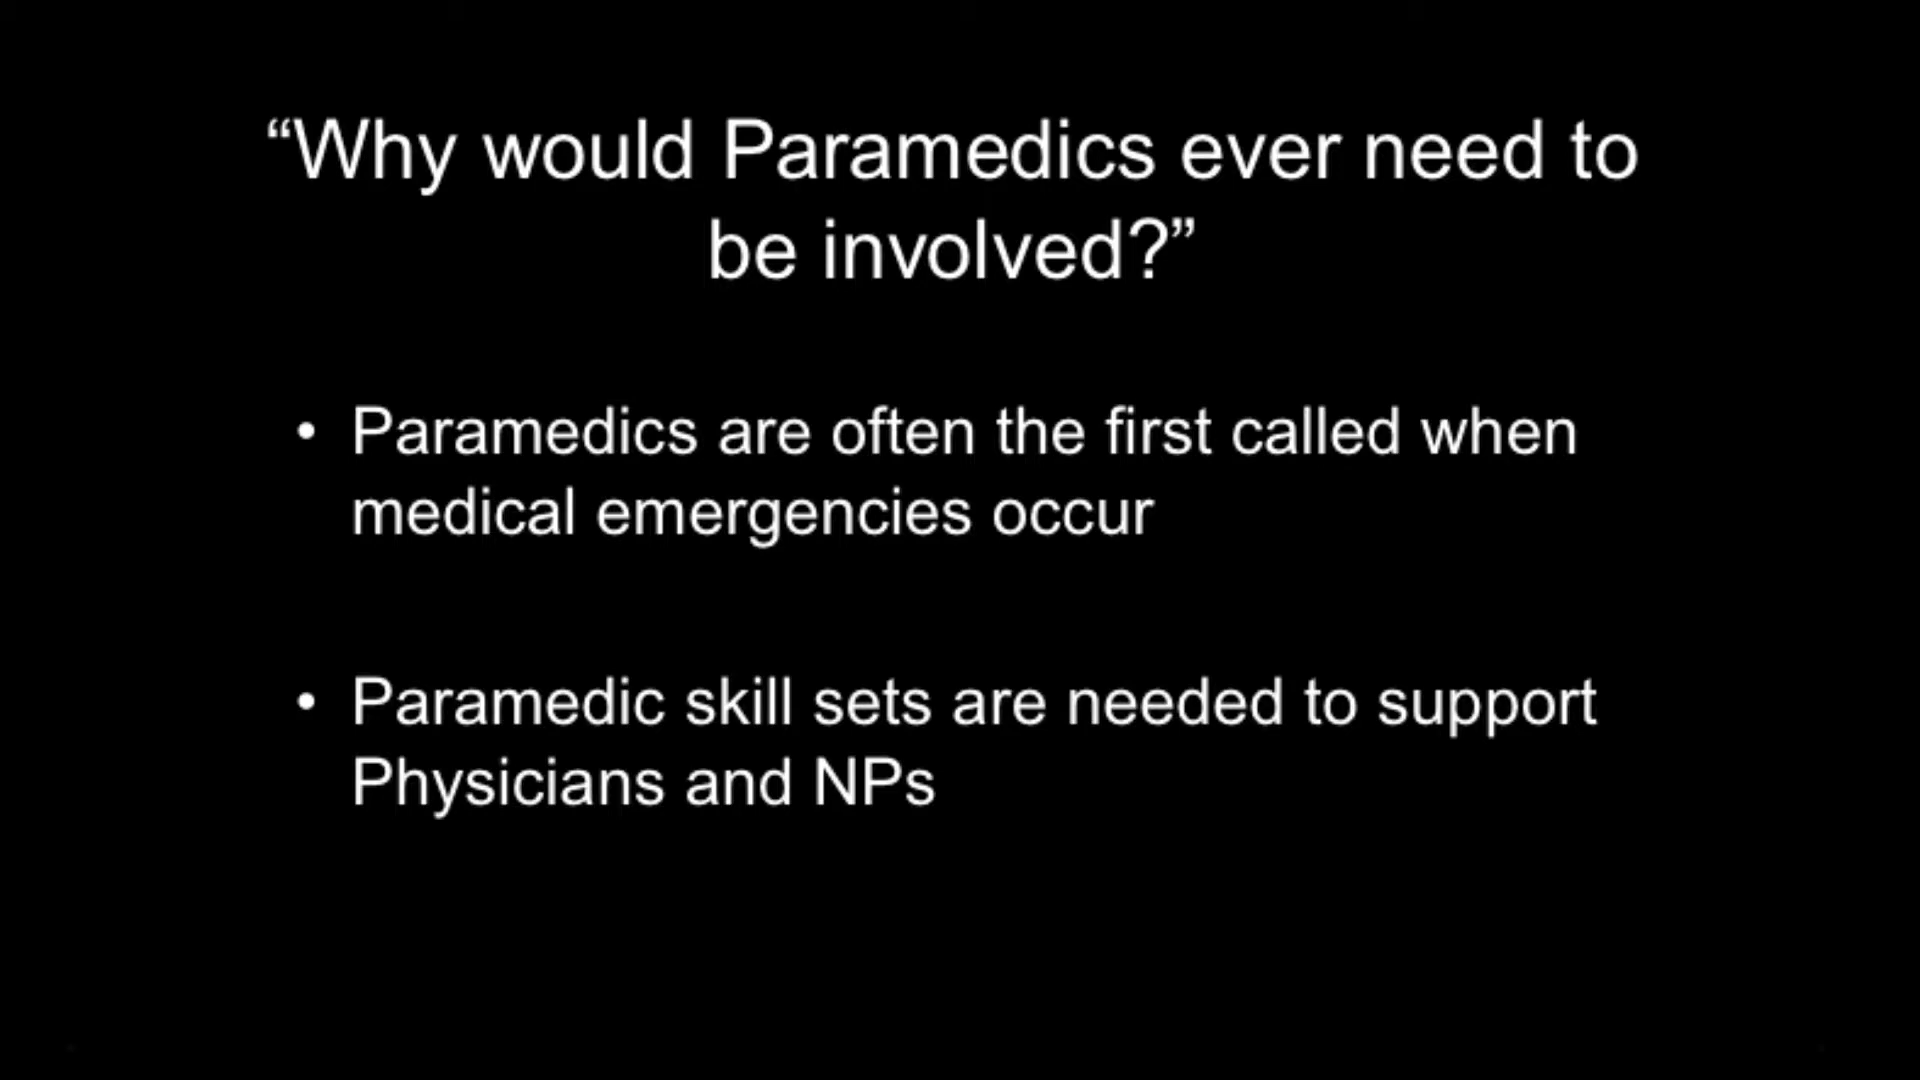 “Why would Paramedics ever need to
be involved?”
• Paramedics are often the first called when
medical emergencies occur
• Paramedic skill sets are needed to support
Physicians and NPs